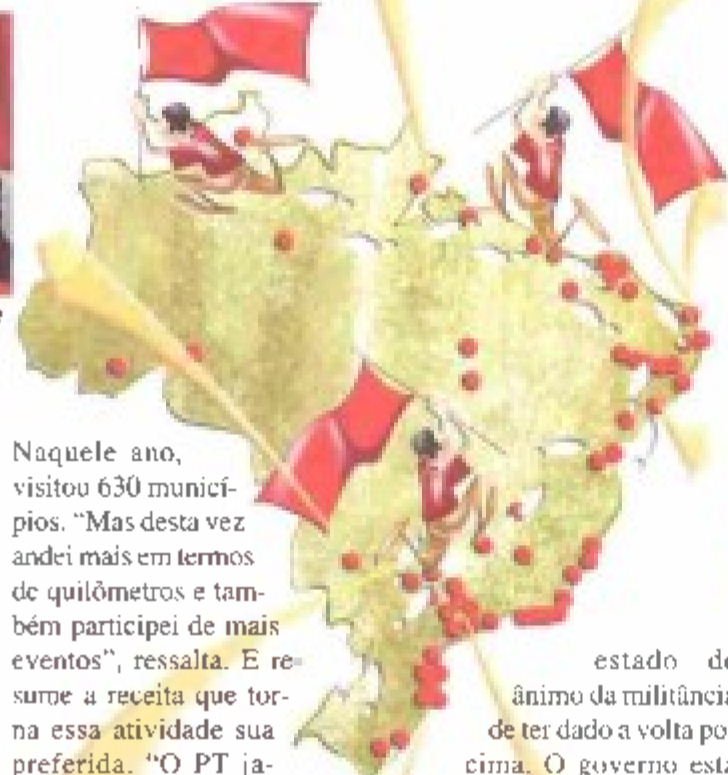 Naquele ano,
visitou 630 municí-
pios. “Mas desta vez
andei mais em termos
de quilômetros e tam-
bém participei de mais
eventos”, ressalta. E re-
sume a receita que tor-
na essa atividade sua
preferida. “O PT ja-
estado de
ânimo da militância
de ter dado a volta po
cima. O governo está